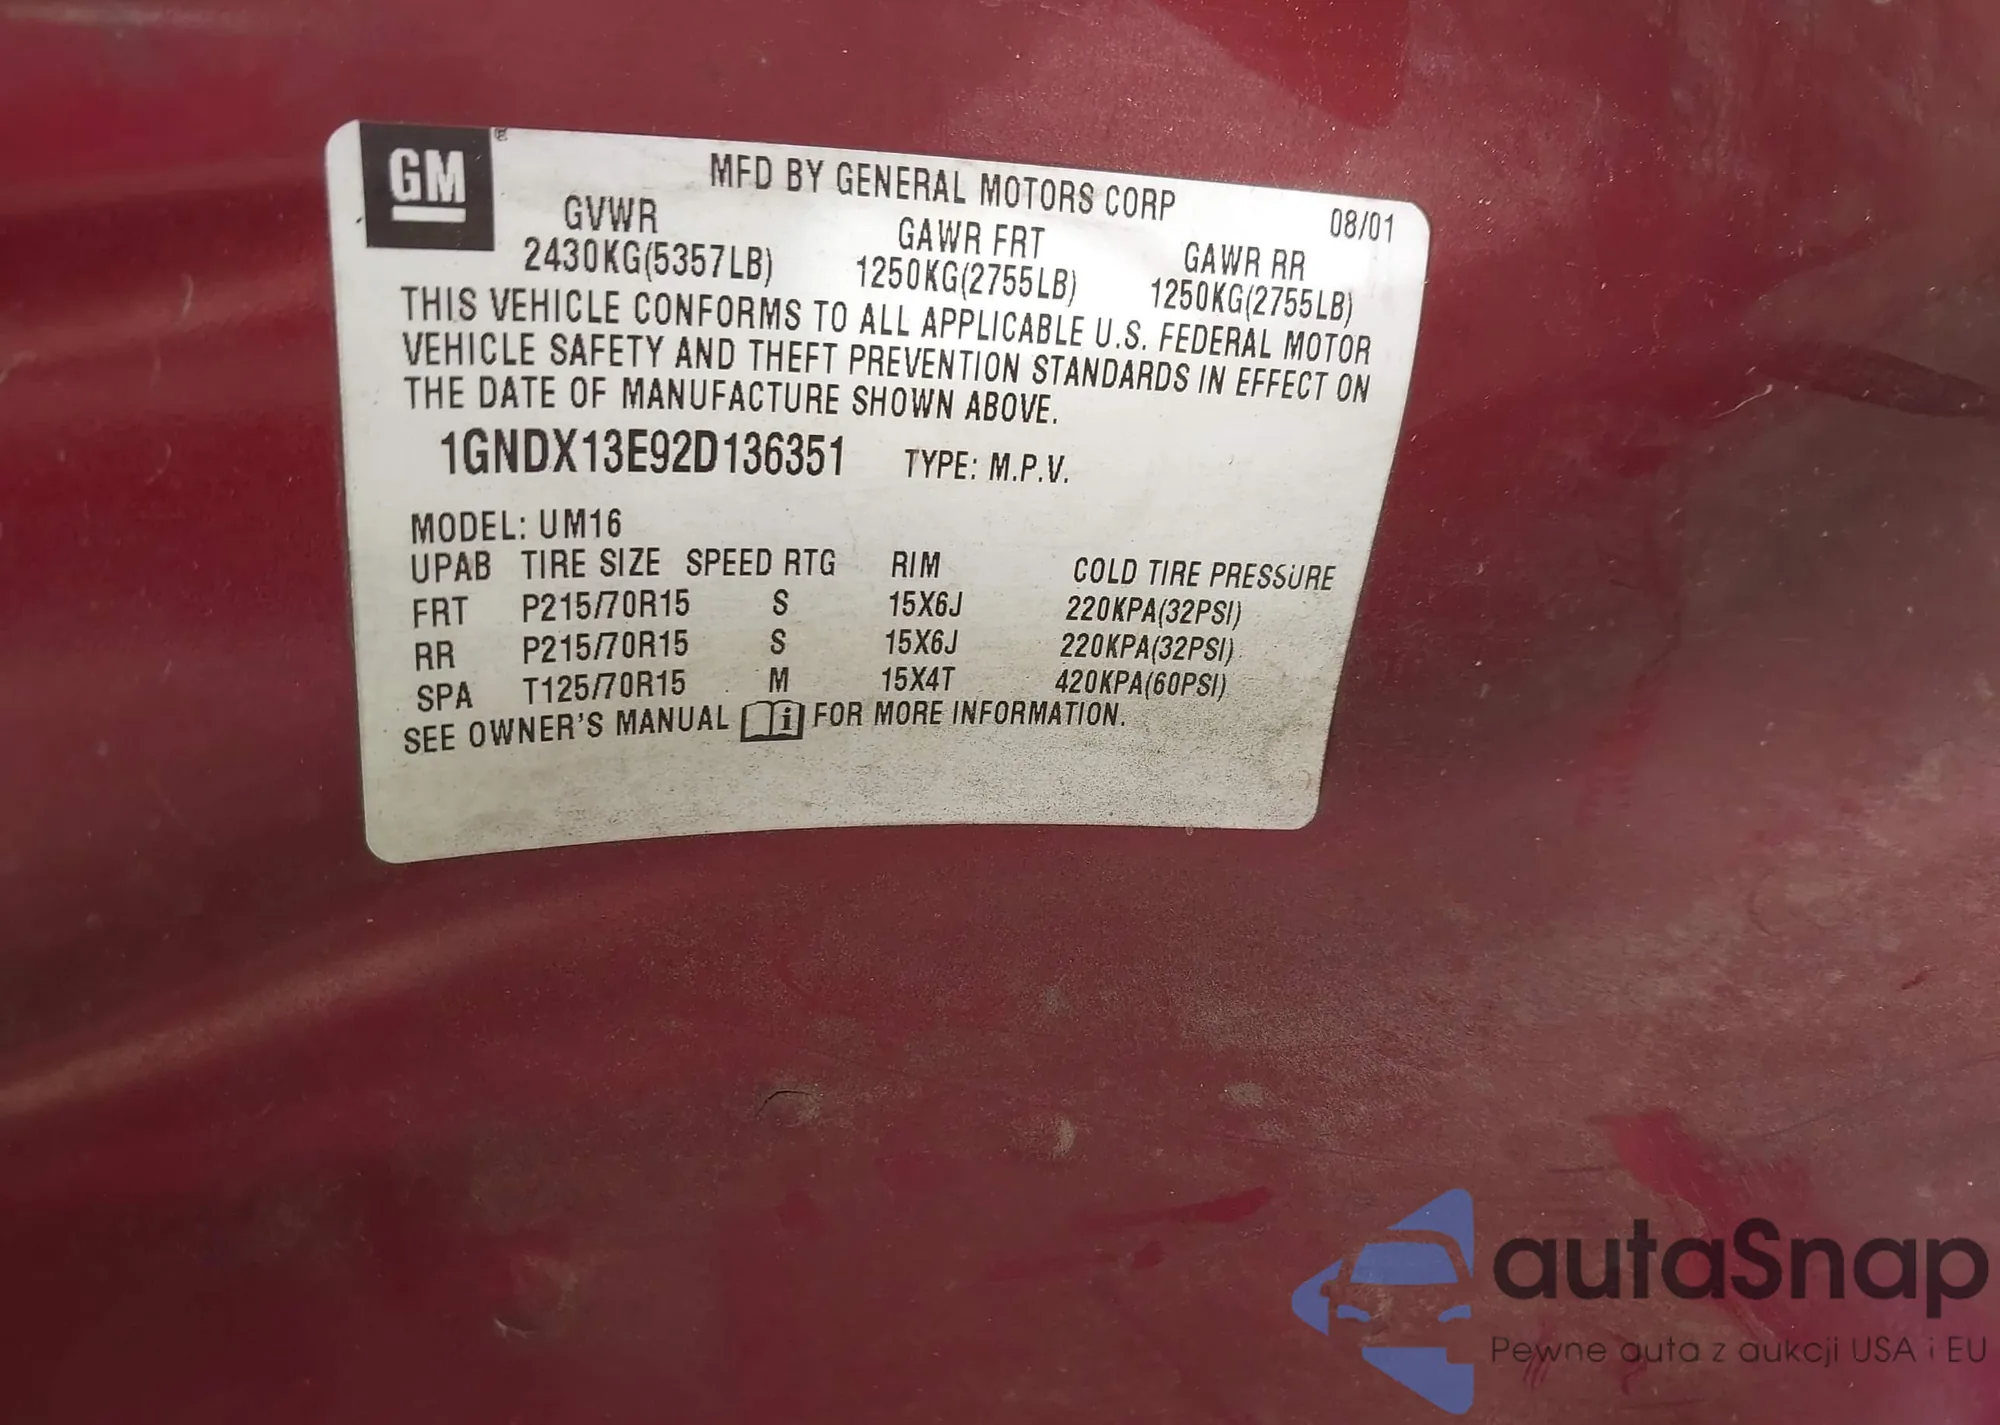 GM ®
MFD BY GENERAL MOTORS CORP
08/01
GVWR GAWR FRT GAWR RR
2430KG(5357LB) 1250KG(2755LB) 1250KG(2755LB)
THIS VEHICLE CONFORMS TO ALL APPLICABLE U.S. FEDERAL MOTOR
VEHICLE SAFETY AND THEFT PREVENTION STANDARDS IN EFFECT ON
THE DATE OF MANUFACTURE SHOWN ABOVE.
1GNDX13E92D136351 TYPE: M.P.V.
MODEL: UM16
UPAB TIRE SIZE SPEED RTG RIM COLD TIRE PRESSURE
FRT P215/70R15 S 15X6J 220KPA(32PSI)
RR P215/70R15 S 15X6J 220KPA(32PSI)
SPA T125/70R15 M 15X4T 420KPA(60PSI)
SEE OWNER'S MANUAL i FOR MORE INFORMATION.
autaSnap
Pewne auta z aukcji USA i EU